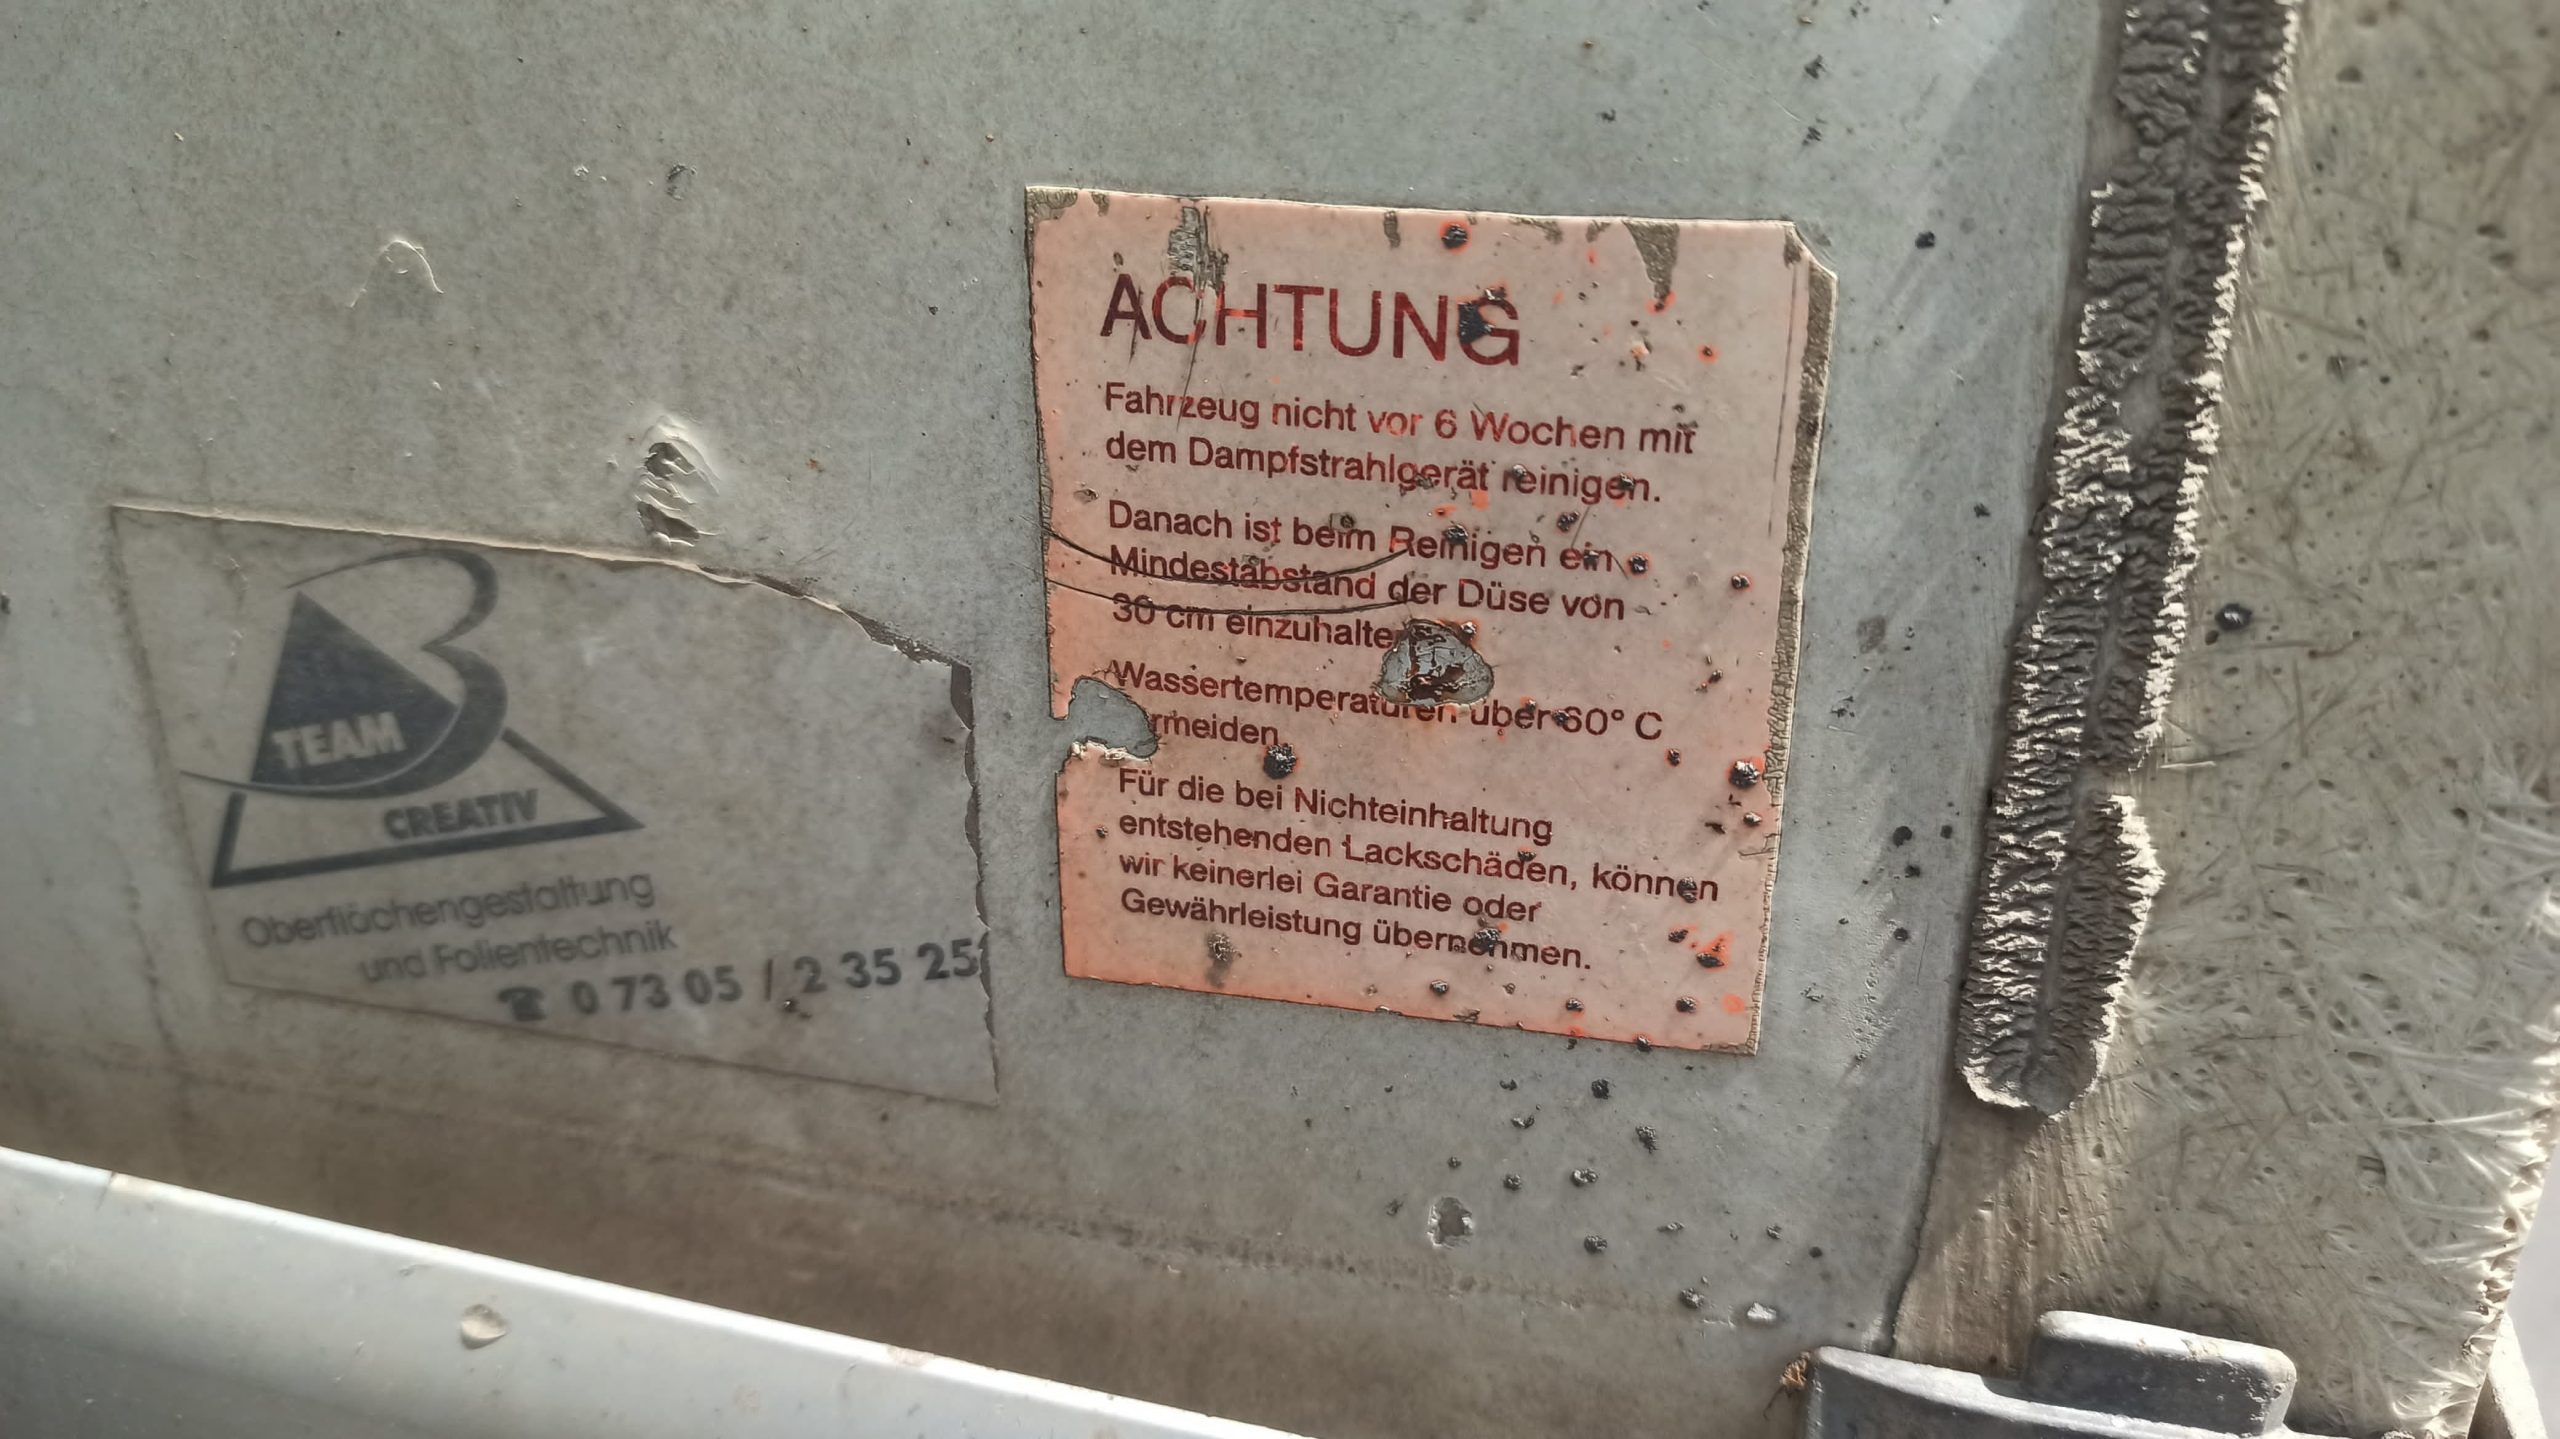 B
TEAM
CREATIV
Oberflächengestaltung
und Folientechnik
☎ 0 73 05 / 2 35 25
ACHTUNG
Fahrzeug nicht vor 6 Wochen mit
dem Dampfstrahlgerät reinigen.
Danach ist beim Reinigen ein
Mindestabstand der Düse von
30 cm einzuhalte
Wassertemperaturen über 60° C
rmeiden.
Für die bei Nichteinhaltung
entstehenden Lackschäden, können
wir keinerlei Garantie oder
Gewährleistung übernehmen.